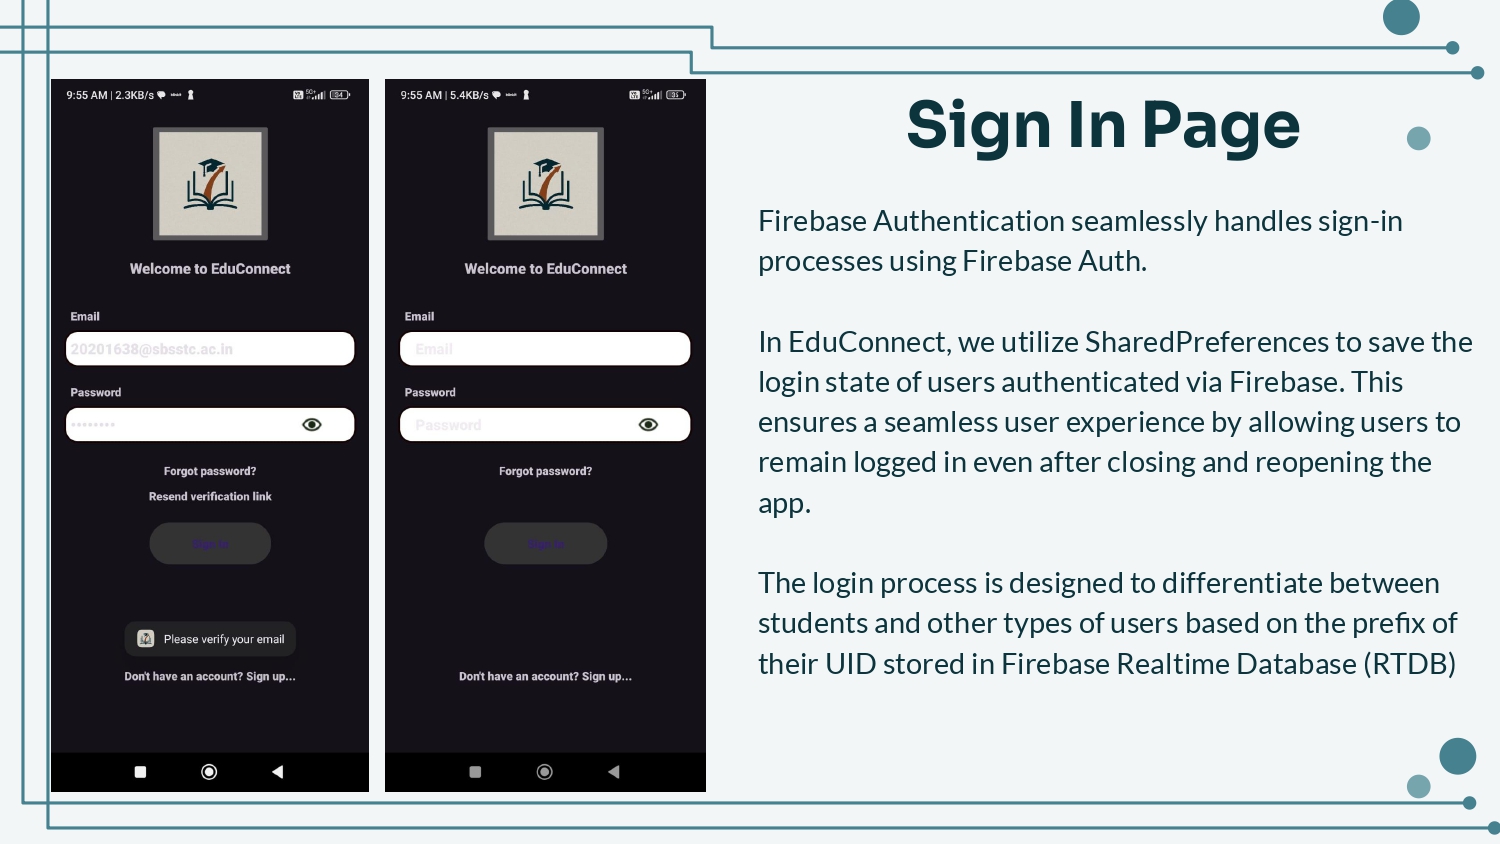 9:55 AM | 2.3KB/s
Welcome to EduConnect
Email
20201638@sbsstc.ac.in
Password
••••••••
Forgot password?
Resend verification link
Sign In
Please verify your email
Don't have an account? Sign up...
9:55 AM | 5.4KB/s
Welcome to EduConnect
Email
Email
Password
Password
Forgot password?
Sign In
Don't have an account? Sign up...
Sign In Page
Firebase Authentication seamlessly handles sign-in
processes using Firebase Auth.
In EduConnect, we utilize SharedPreferences to save the
login state of users authenticated via Firebase. This
ensures a seamless user experience by allowing users to
remain logged in even after closing and reopening the
app.
The login process is designed to differentiate between
students and other types of users based on the prefix of
their UID stored in Firebase Realtime Database (RTDB)